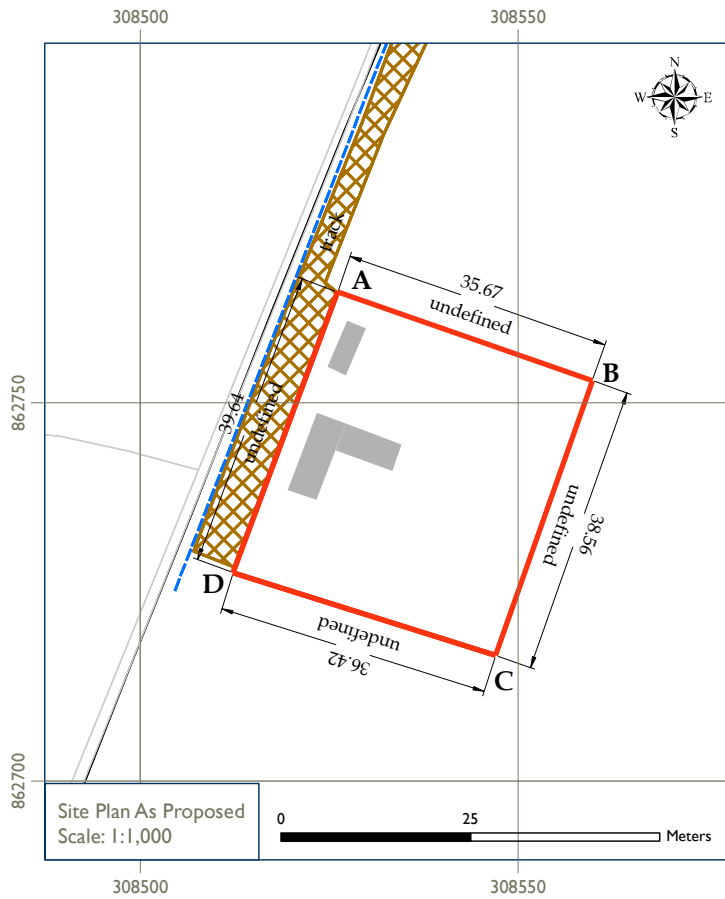 308500
308550
N
W
E
S
track
A
35.67
undefined
B
862750
39.64
undefined
undefined
38.56
D
undefined
36.42
C
862700
Site Plan As Proposed
Scale: 1:1,000
0
25
Meters
308500
308550